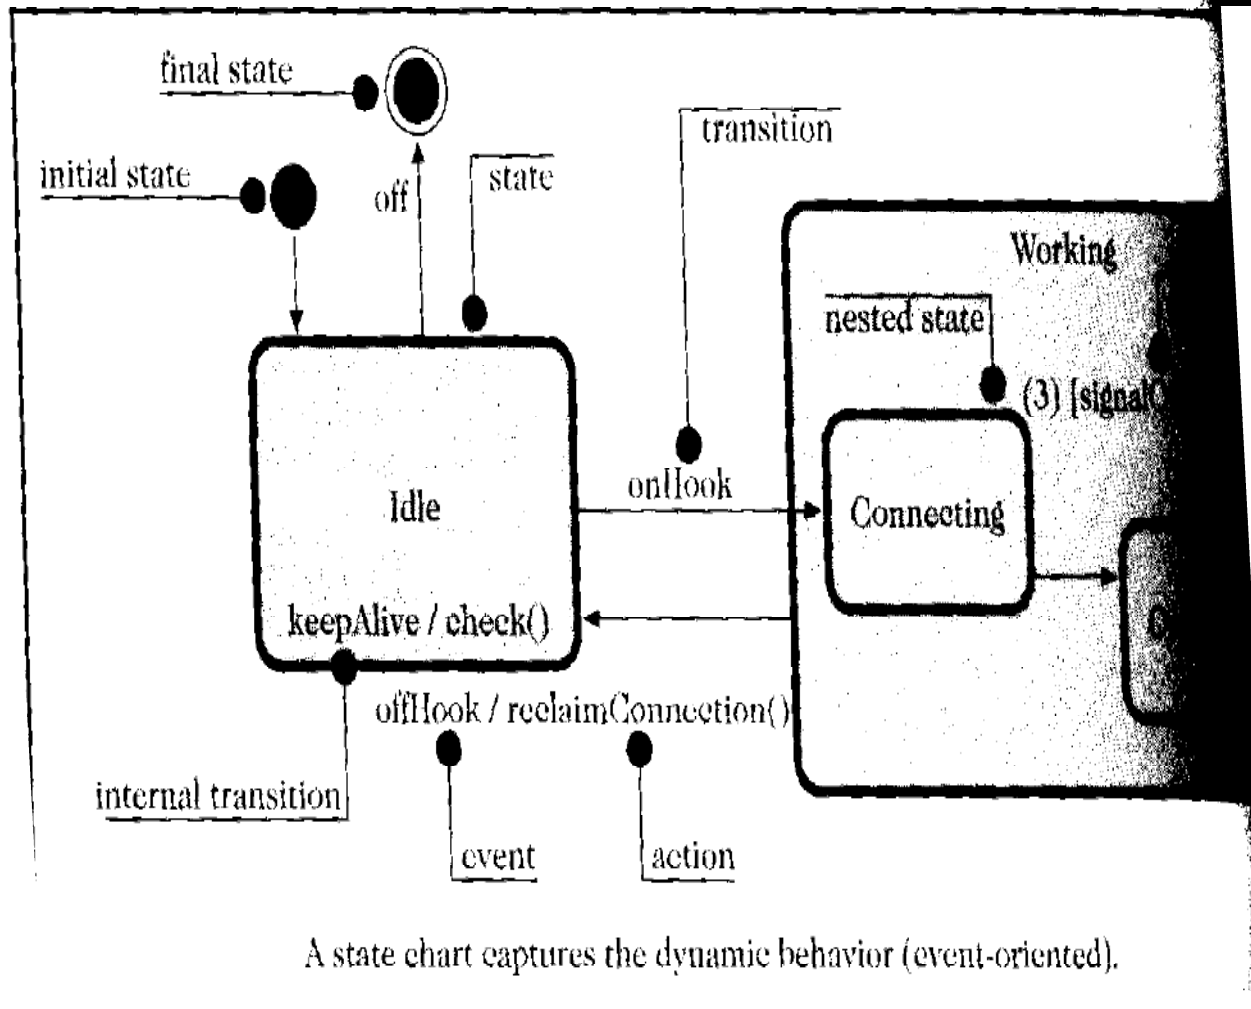 final state
transition
initial state
off
state
Working
nested state
(3) [signal
onHook
Idle
Connecting
keepAlive / check()
offHook / reclaimConnection()
internal transition
event
action
A state chart captures the dynamic behavior (event-oriented).